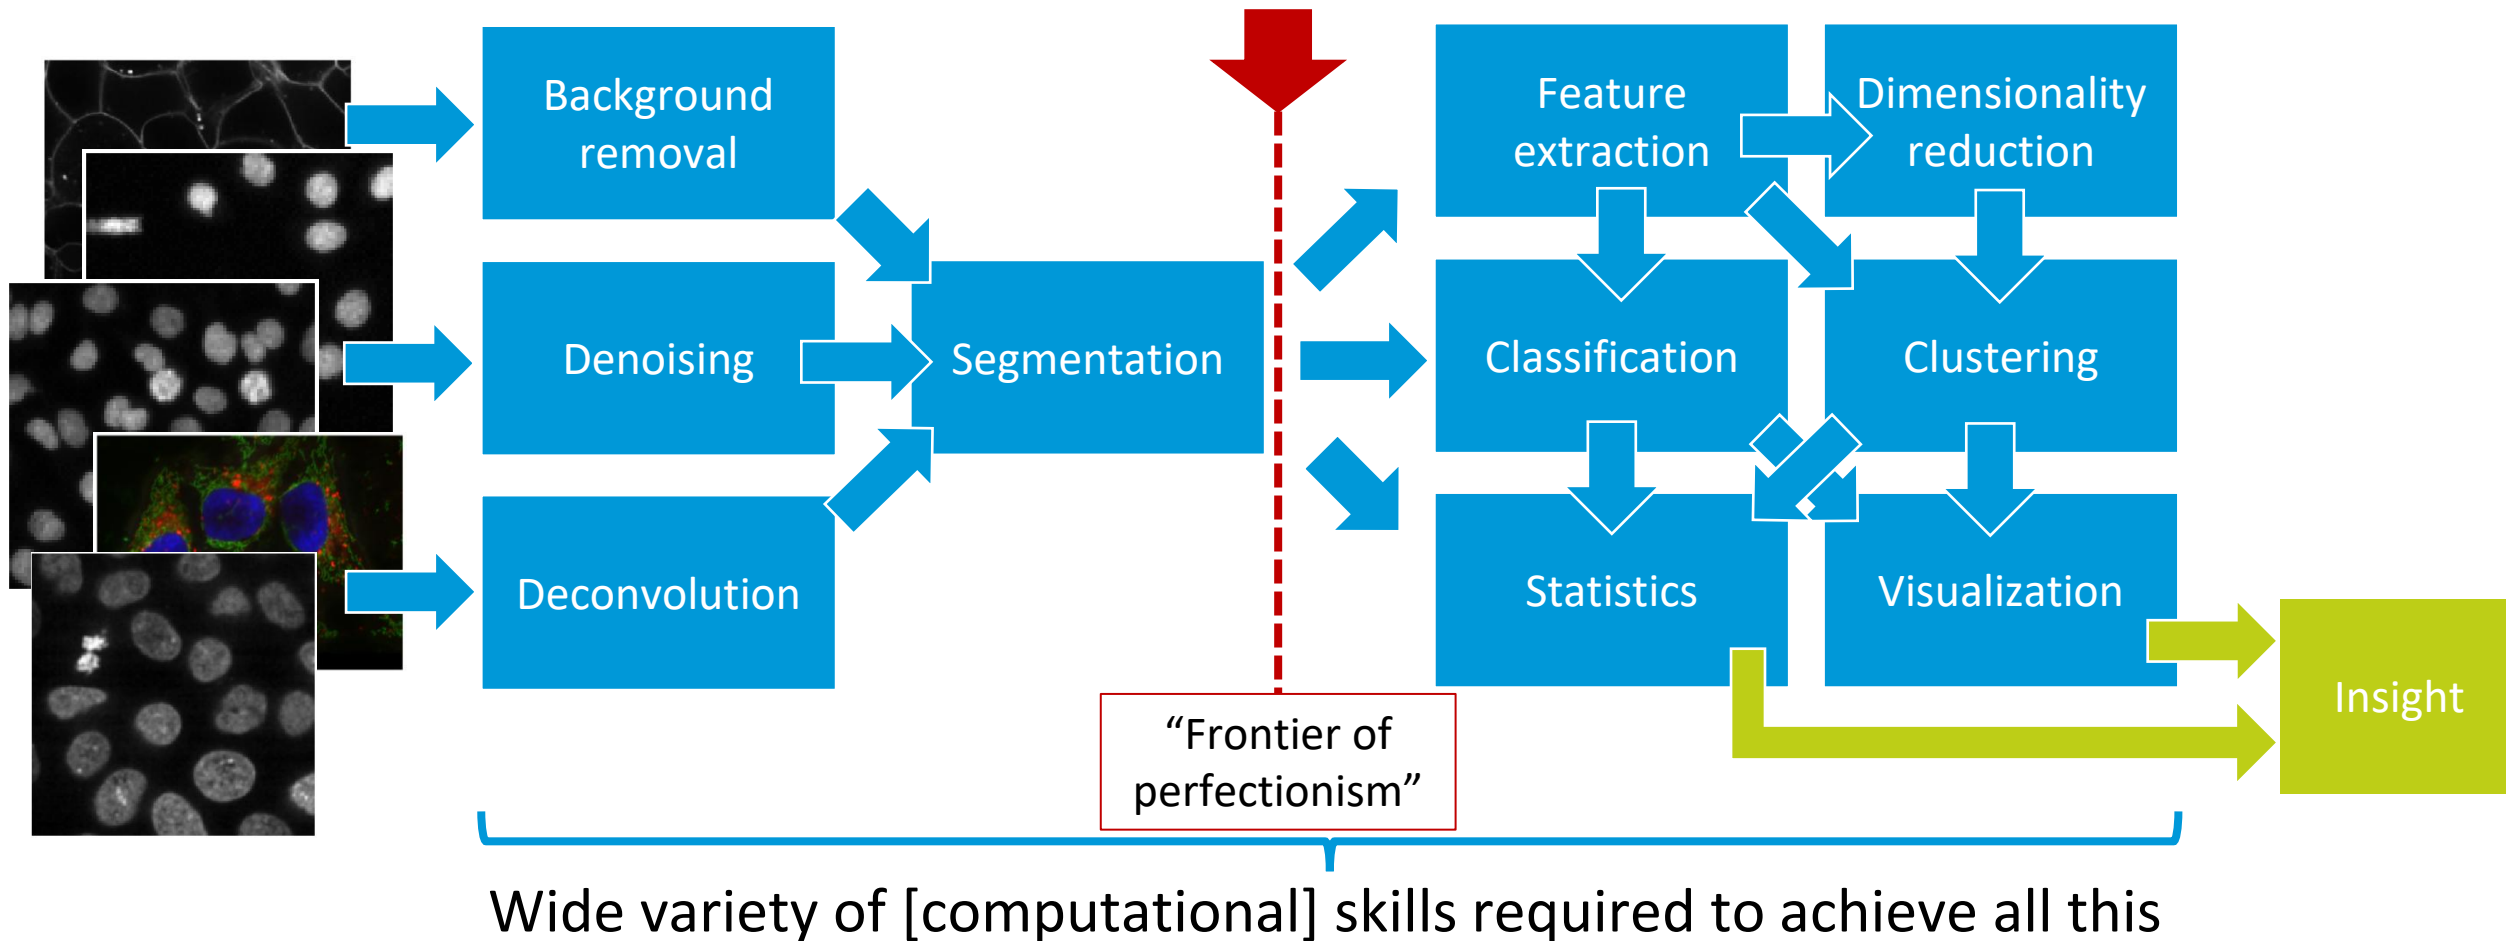 Background
removal
Denoising
Deconvolution
Segmentation
Feature
extraction
Dimensionality
reduction
Classification
Clustering
Statistics
Visualization
Insight
“Frontier of
perfectionism”
Wide variety of [computational] skills required to achieve all this